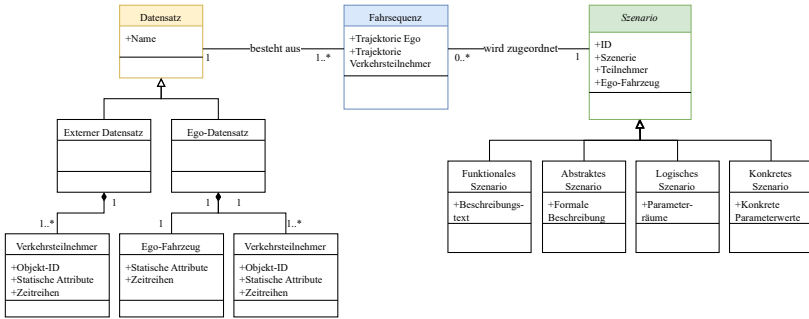 Datensatz
+Name
1
besteht aus
1..*
Fahrsequenz
+Trajektorie Ego
+Trajektorie
Verkehrsteilnehmer
0..*
wird zugeordnet
1
Szenario
+ID
+Szenerie
+Teilnehmer
+Ego-Fahrzeug
Externer Datensatz
1
1..*
Ego-Datensatz
1
1
1
1..*
Verkehrsteilnehmer
+Objekt-ID
+Statische Attribute
+Zeitreihen
Ego-Fahrzeug
+Statische Attribute
+Zeitreihen
Verkehrsteilnehmer
+Objekt-ID
+Statische Attribute
+Zeitreihen
Funktionales
Szenario
+Beschreibungs-
text
Abstraktes
Szenario
+Formale
Beschreibung
Logisches
Szenario
+Parameter-
räume
Konkretes
Szenario
+Konkrete
Parameterwerte